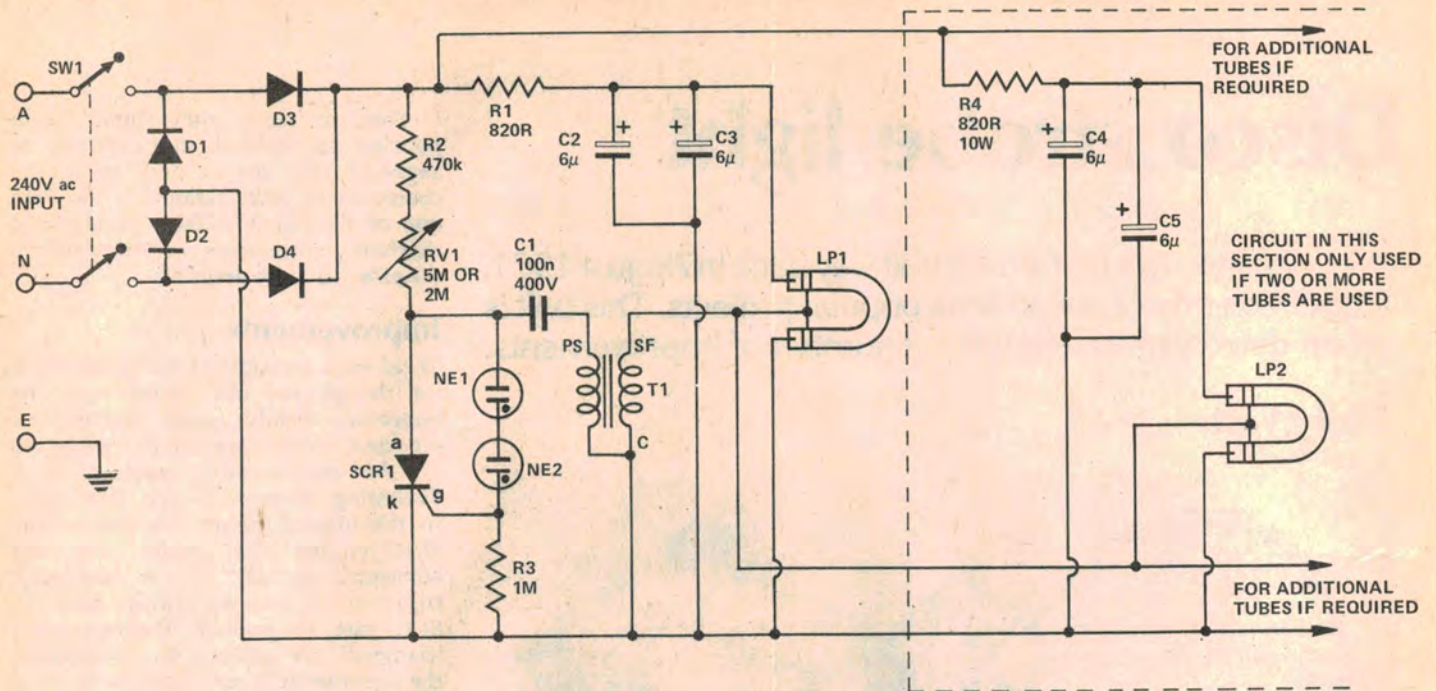 SW1
A
D3
D1
240V ac
INPUT
D2
D4
N
E
R2
470k
RV1
5M OR
2M
R1
820R
C2
6μ
+
C3
6μ
+
C1
100n
400V
PS
SF
T1
C
LP1
NE1
NE2
a
SCR1
k
g
R3
1M
FOR ADDITIONAL
TUBES IF
REQUIRED
R4
820R
10W
+
C4
6μ
+
C5
6μ
CIRCUIT IN THIS
SECTION ONLY USED
IF TWO OR MORE
TUBES ARE USED
LP2
FOR ADDITIONAL
TUBES IF REQUIRED